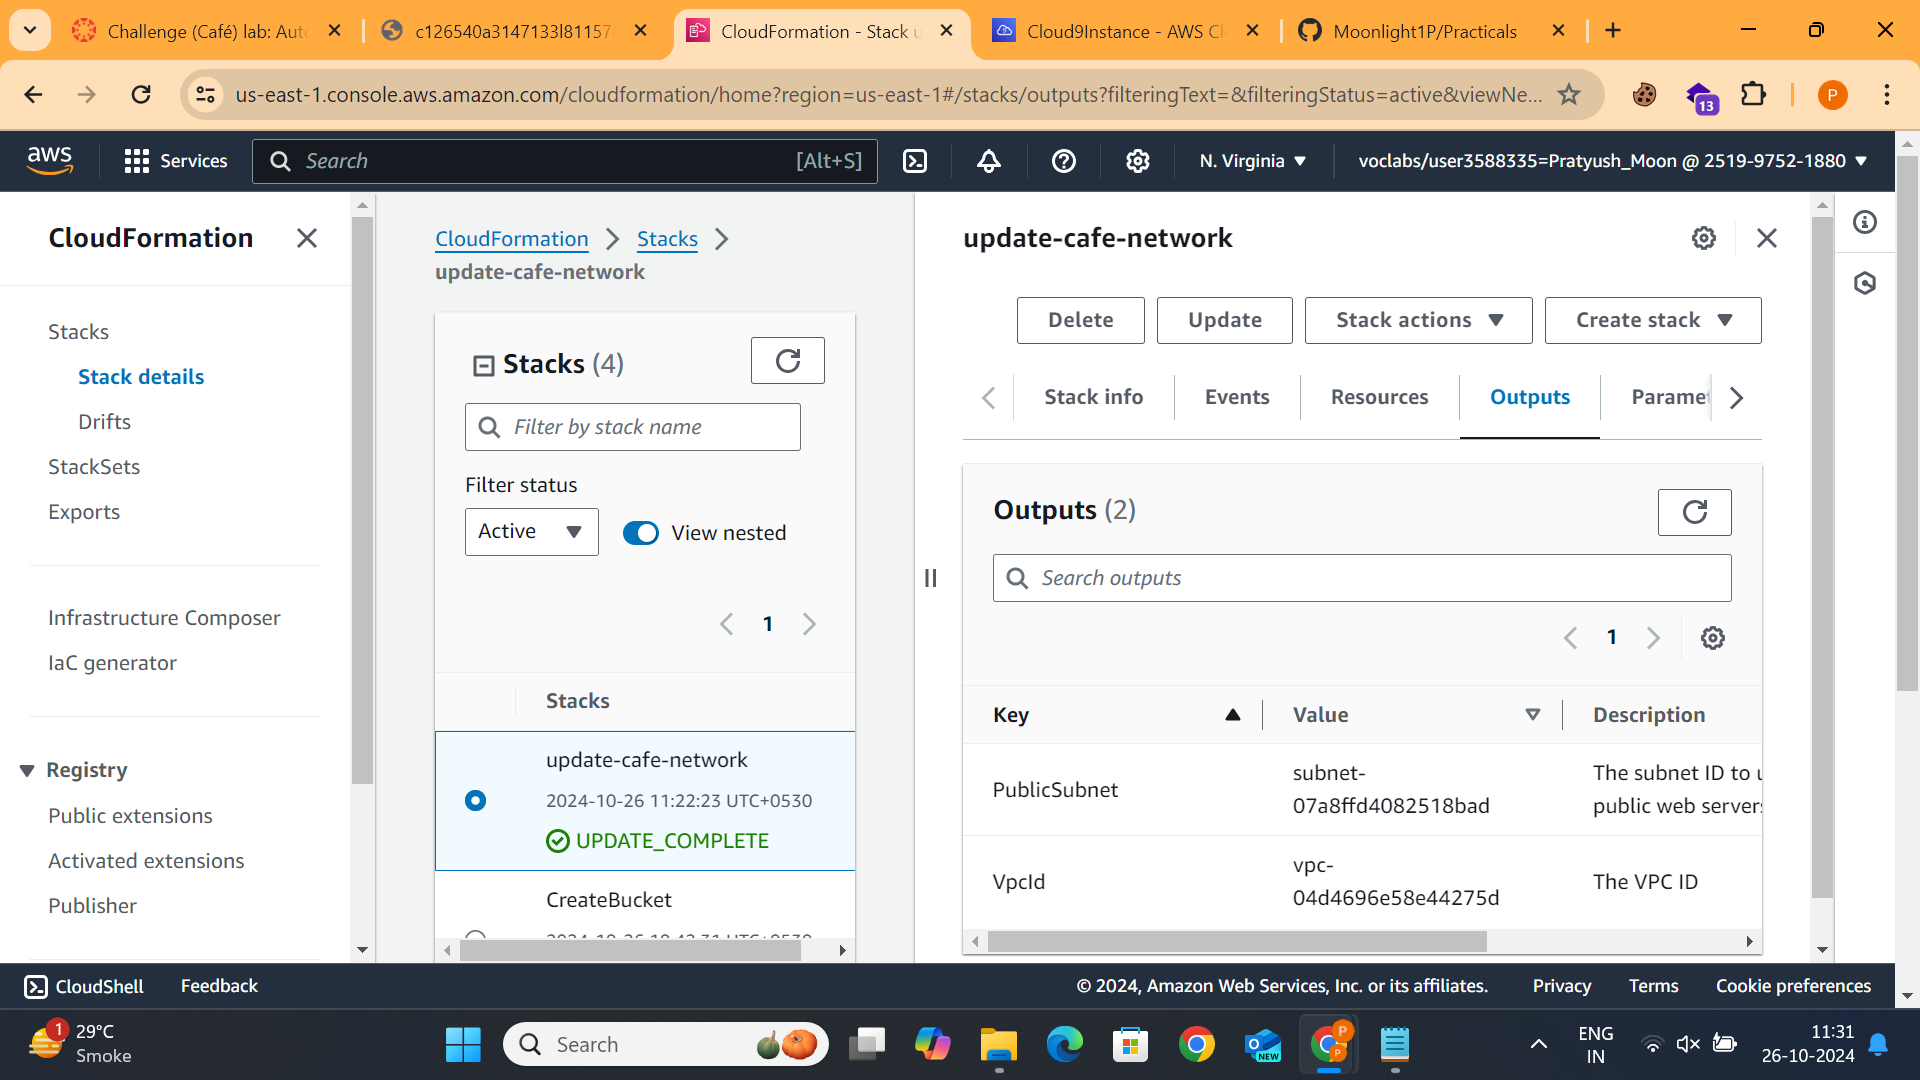 Challenge (Café) lab: Auto
c126540a3147133l81157
CloudFormation - Stack u
Cloud9Instance - AWS Cl
Moonlight1P/Practicals
us-east-1.console.aws.amazon.com/cloudformation/home?region=us-east-1#/stacks/outputs?filteringText=&filteringStatus=active&viewNe...
13
P
aws
Services
Search
[Alt+S]
N. Virginia
voclabs/user3588335=Pratyush_Moon @ 2519-9752-1880
CloudFormation
Stacks
Stack details
Drifts
StackSets
Exports
Infrastructure Composer
IaC generator
Registry
Public extensions
Activated extensions
Publisher
CloudFormation
Stacks
update-cafe-network
Stacks (4)
Filter by stack name
Filter status
Active
View nested
1
Stacks
update-cafe-network
2024-10-26 11:22:23 UTC+0530
UPDATE_COMPLETE
CreateBucket
update-cafe-network
Delete
Update
Stack actions
Create stack
Stack info
Events
Resources
Outputs
Paramet
Outputs (2)
Search outputs
1
Key
Value
Description
PublicSubnet
subnet-
07a8ffd4082518bad
The subnet ID to u
public web servers
VpcId
vpc-
04d4696e58e44275d
The VPC ID
CloudShell
Feedback
© 2024, Amazon Web Services, Inc. or its affiliates.
Privacy
Terms
Cookie preferences
1
29°C
Smoke
Search
NEW
P
P
ENG
IN
11:31
26-10-2024